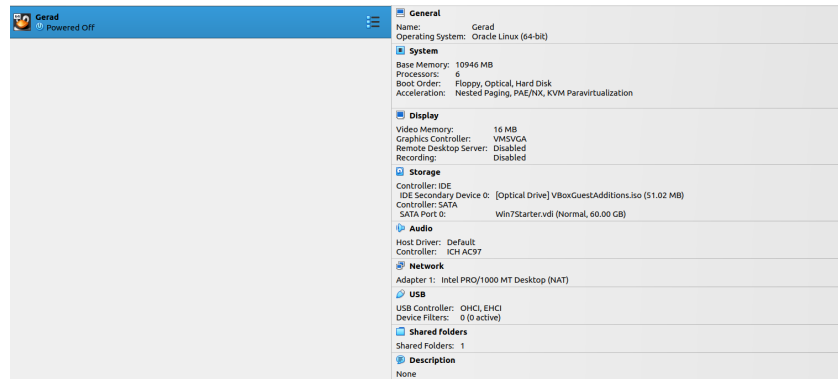 Gerad
Powered Off
General
Name: Gerad
Operating System: Oracle Linux (64-bit)
System
Base Memory: 10946 MB
Processors: 6
Boot Order: Floppy, Optical, Hard Disk
Acceleration: Nested Paging, PAE/NX, KVM Paravirtualization
Display
Video Memory: 16 MB
Graphics Controller: VMSVGA
Remote Desktop Server: Disabled
Recording: Disabled
Storage
Controller: IDE
IDE Secondary Device 0: [Optical Drive] VBoxGuestAdditions.iso (51.02 MB)
Controller: SATA
SATA Port 0: Win7Starter.vdi (Normal, 60.00 GB)
Audio
Host Driver: Default
Controller: ICH AC97
Network
Adapter 1: Intel PRO/1000 MT Desktop (NAT)
USB
USB Controller: OHCI, EHCI
Device Filters: 0 (0 active)
Shared folders
Shared Folders: 1
Description
None